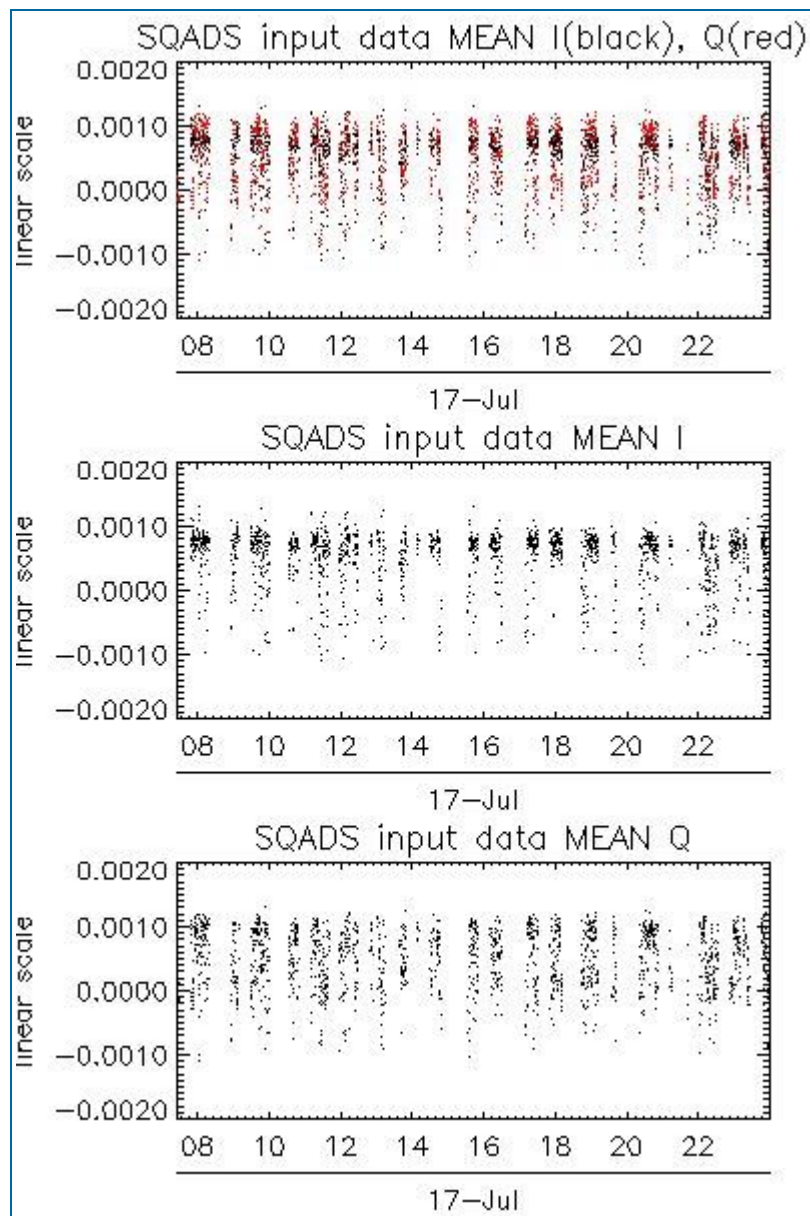 SQADS input data MEAN I(black), Q(red)
0.0020
0.0010
0.0000
−0.0010
−0.0020
linear scale
08 10 12 14 16 18 20 22
17−Jul
SQADS input data MEAN I
0.0020
0.0010
0.0000
−0.0010
−0.0020
linear scale
08 10 12 14 16 18 20 22
17−Jul
SQADS input data MEAN Q
0.0020
0.0010
0.0000
−0.0010
−0.0020
linear scale
08 10 12 14 16 18 20 22
17−Jul